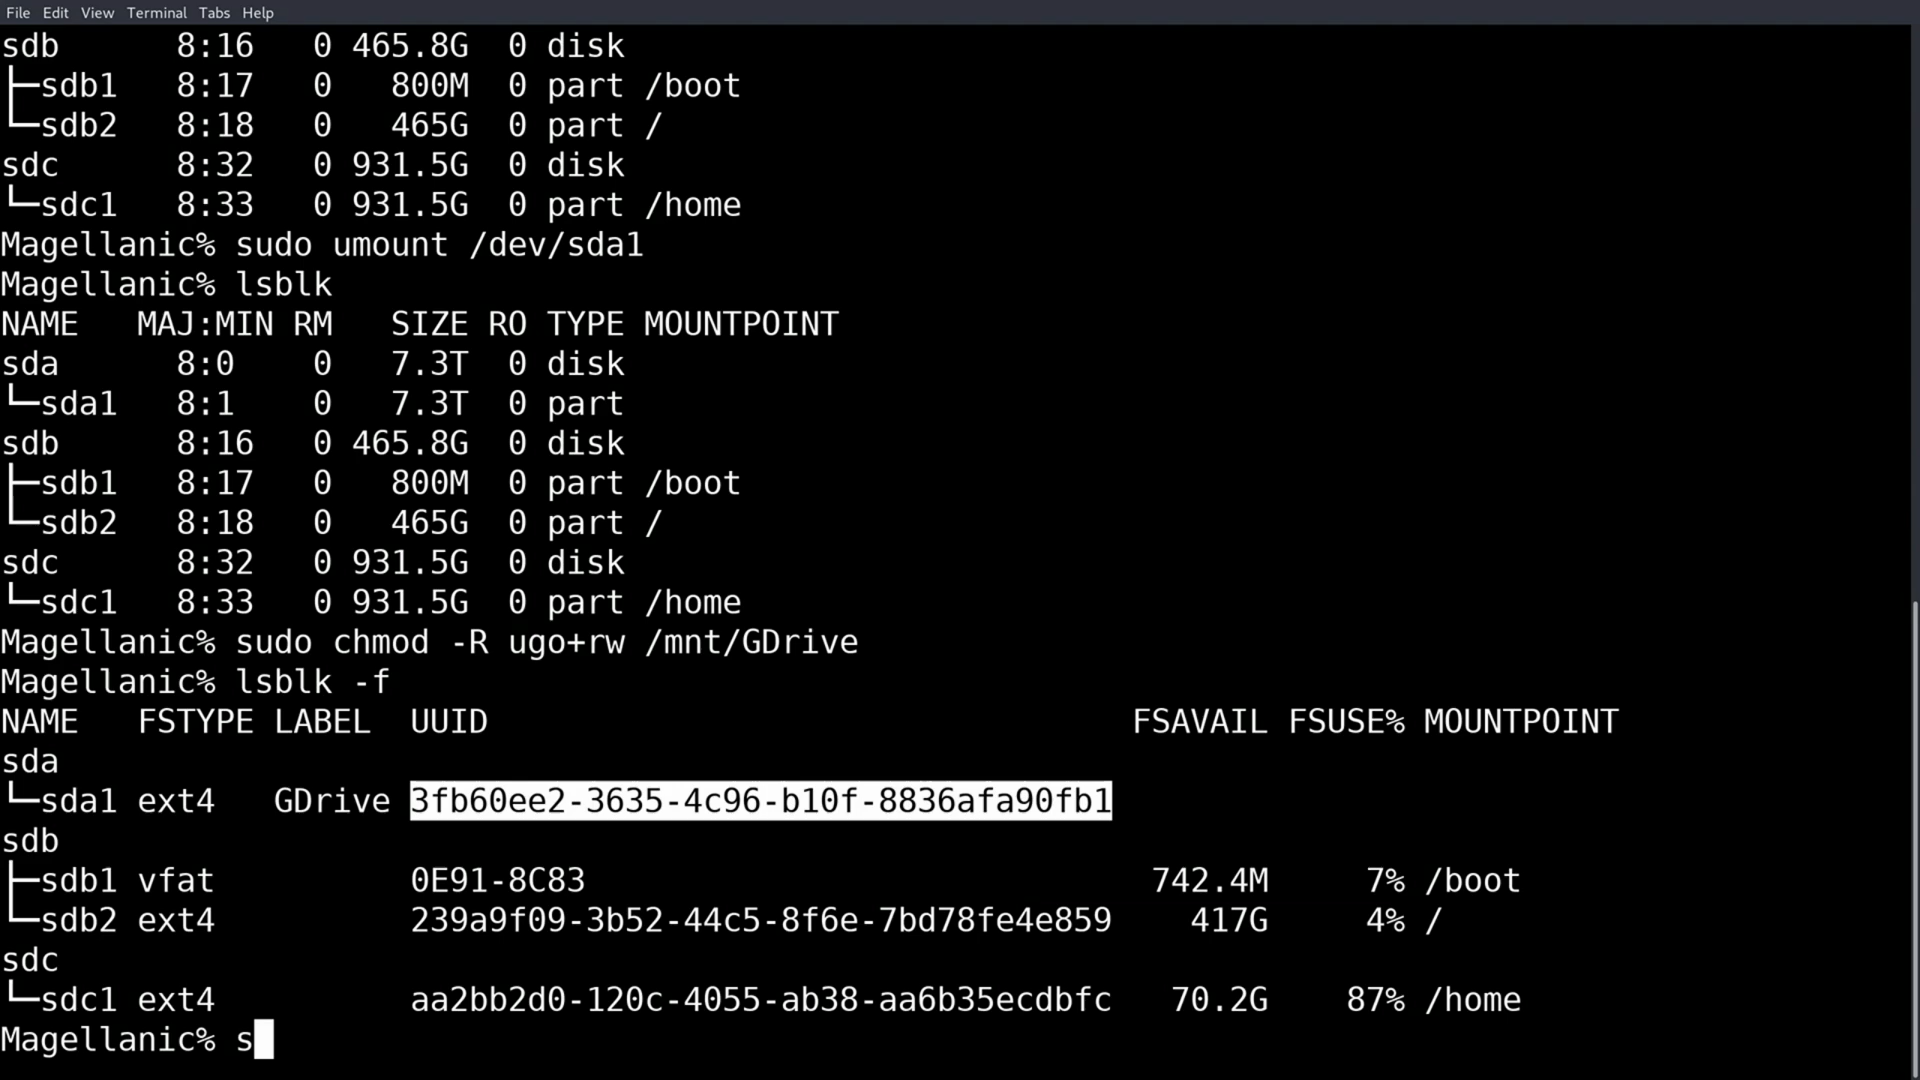 File Edit View Terminal Tabs Help
sdb      8:16   0 465.8G  0 disk
├─sdb1   8:17   0   800M  0 part /boot
└─sdb2   8:18   0   465G  0 part /
sdc      8:32   0 931.5G  0 disk
└─sdc1   8:33   0 931.5G  0 part /home
Magellanic% sudo umount /dev/sda1
Magellanic% lsblk
NAME   MAJ:MIN RM   SIZE RO TYPE MOUNTPOINT
sda      8:0    0   7.3T  0 disk
└─sda1   8:1    0   7.3T  0 part
sdb      8:16   0 465.8G  0 disk
├─sdb1   8:17   0   800M  0 part /boot
└─sdb2   8:18   0   465G  0 part /
sdc      8:32   0 931.5G  0 disk
└─sdc1   8:33   0 931.5G  0 part /home
Magellanic% sudo chmod -R ugo+rw /mnt/GDrive
Magellanic% lsblk -f
NAME   FSTYPE LABEL  UUID                                 FSAVAIL FSUSE% MOUNTPOINT
sda
└─sda1 ext4   GDrive 3fb60ee2-3635-4c96-b10f-8836afa90fb1
sdb
├─sdb1 vfat          0E91-8C83                             742.4M     7% /boot
└─sdb2 ext4          239a9f09-3b52-44c5-8f6e-7bd78fe4e859    417G     4% /
sdc
└─sdc1 ext4          aa2bb2d0-120c-4055-ab38-aa6b35ecdbfc   70.2G    87% /home
Magellanic% s